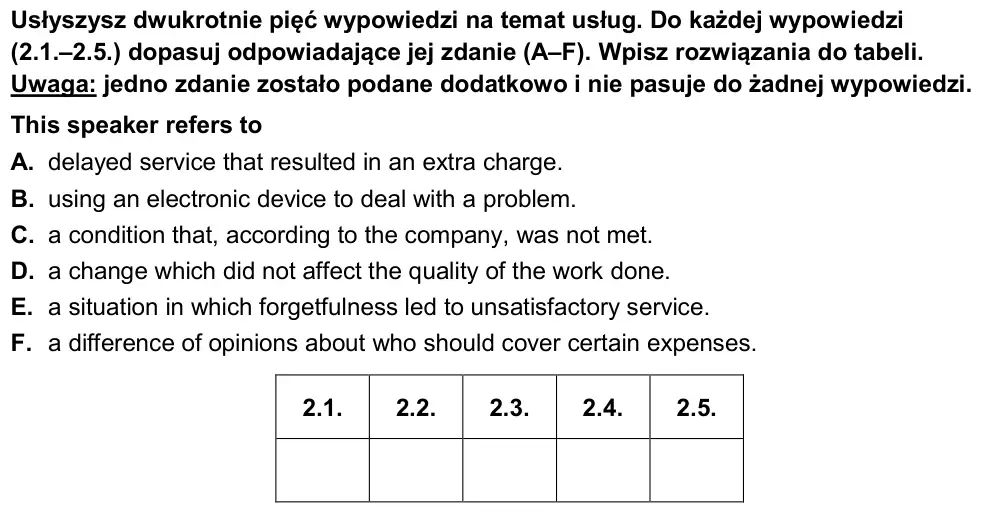 Usłyszysz dwukrotnie pięć wypowiedzi na temat usług. Do każdej wypowiedzi
(2.1.–2.5.) dopasuj odpowiadające jej zdanie (A–F). Wpisz rozwiązania do tabeli.
Uwaga: jedno zdanie zostało podane dodatkowo i nie pasuje do żadnej wypowiedzi.
This speaker refers to
A. delayed service that resulted in an extra charge.
B. using an electronic device to deal with a problem.
C. a condition that, according to the company, was not met.
D. a change which did not affect the quality of the work done.
E. a situation in which forgetfulness led to unsatisfactory service.
F. a difference of opinions about who should cover certain expenses.
2.1. 2.2. 2.3. 2.4. 2.5.